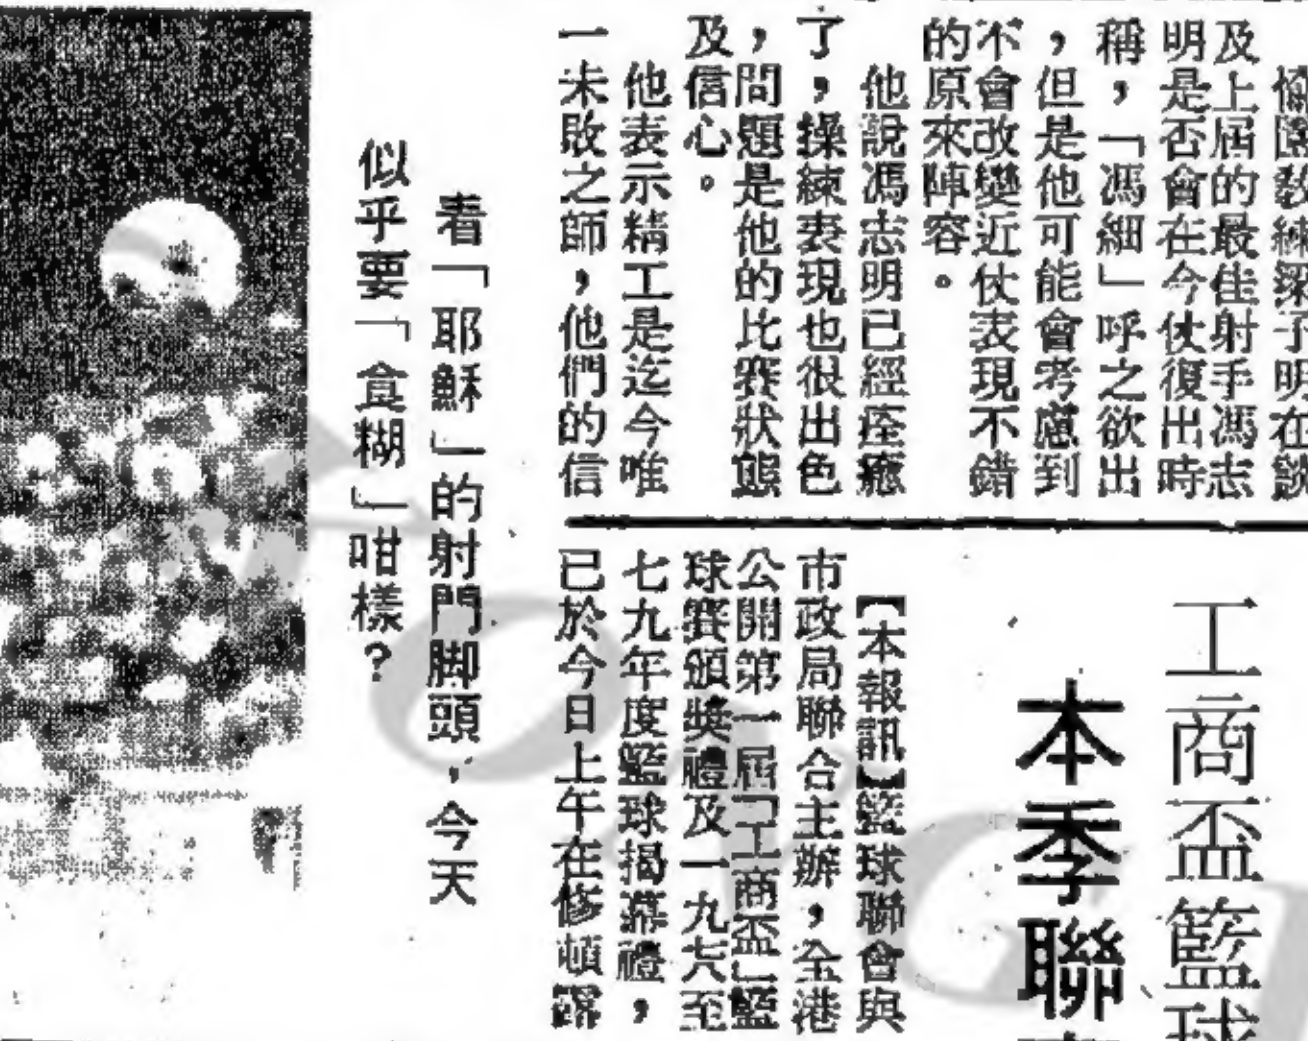 愉園教練梁子明在談
及上屆的最佳射手馮志
明是否會在今仗復出時
稱，「馮細」呼之欲出
，但是他可能會考慮到
不會改變近仗表現不錯
的原來陣容。
他說馮志明已經痊癒
了，操練表現也很出色
，問題是他的比賽狀態
及信心。
他表示精工是迄今唯
一未敗之師，他們的信
看「耶穌」的射門脚頭，今天
似乎要「食糊」咁樣？
工商盃籃球
本季聯
【本報訊】籃球聯會與
市政局聯合主辦，全港
公開第一屆「工商盃」籃
球賽頒獎禮及一九七八至
七九年度籃球揭幕禮，
已於今日上午在修頓